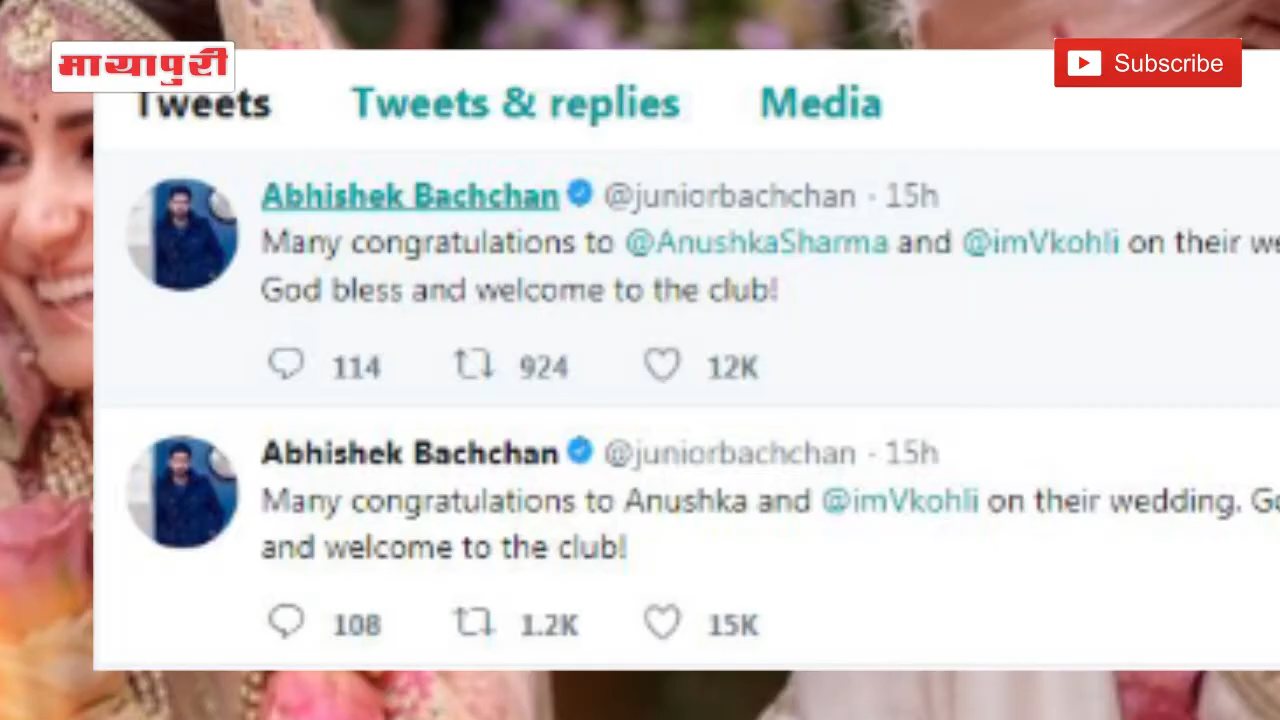 मायापुरी
Subscribe
Tweets Tweets & replies Media
Abhishek Bachchan @juniorbachchan · 15h
Many congratulations to @AnushkaSharma and @imVkohli on their we
God bless and welcome to the club!
114 924 12K
Abhishek Bachchan @juniorbachchan · 15h
Many congratulations to Anushka and @imVkohli on their wedding. Go
and welcome to the club!
108 1.2K 15K